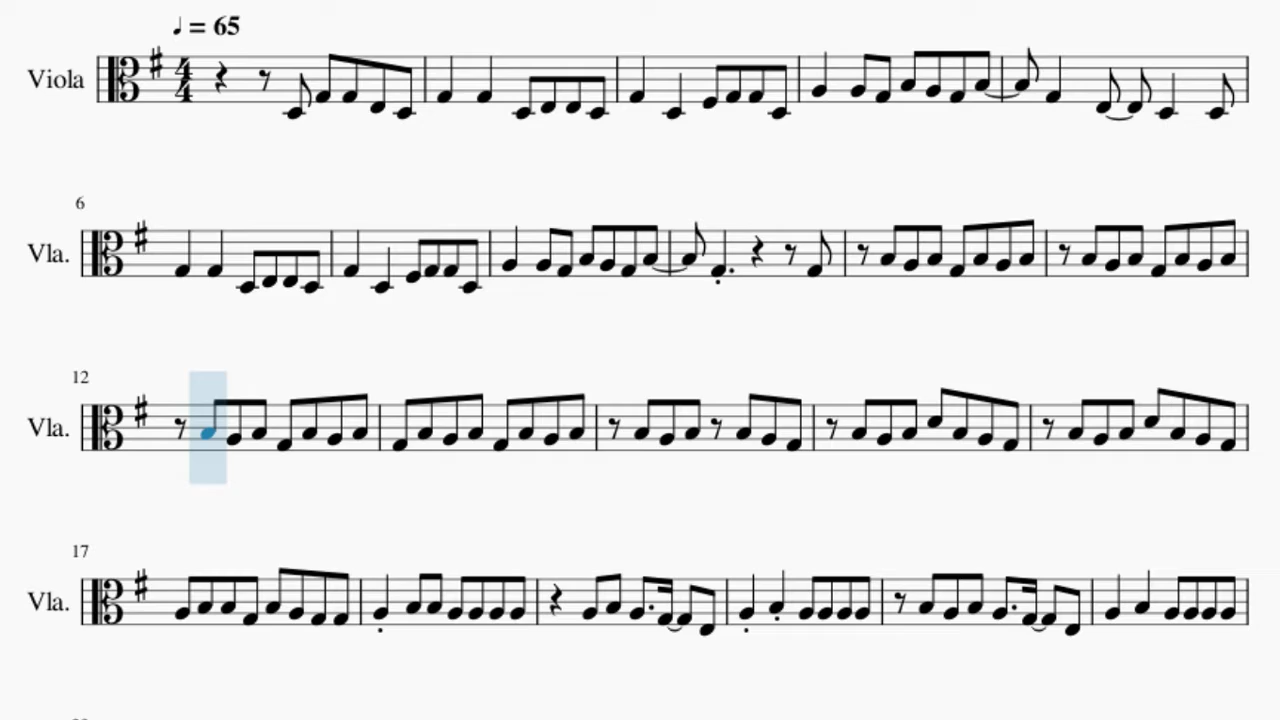 ♩ = 65
Viola
4
4
6
Vla.
12
Vla.
17
Vla.